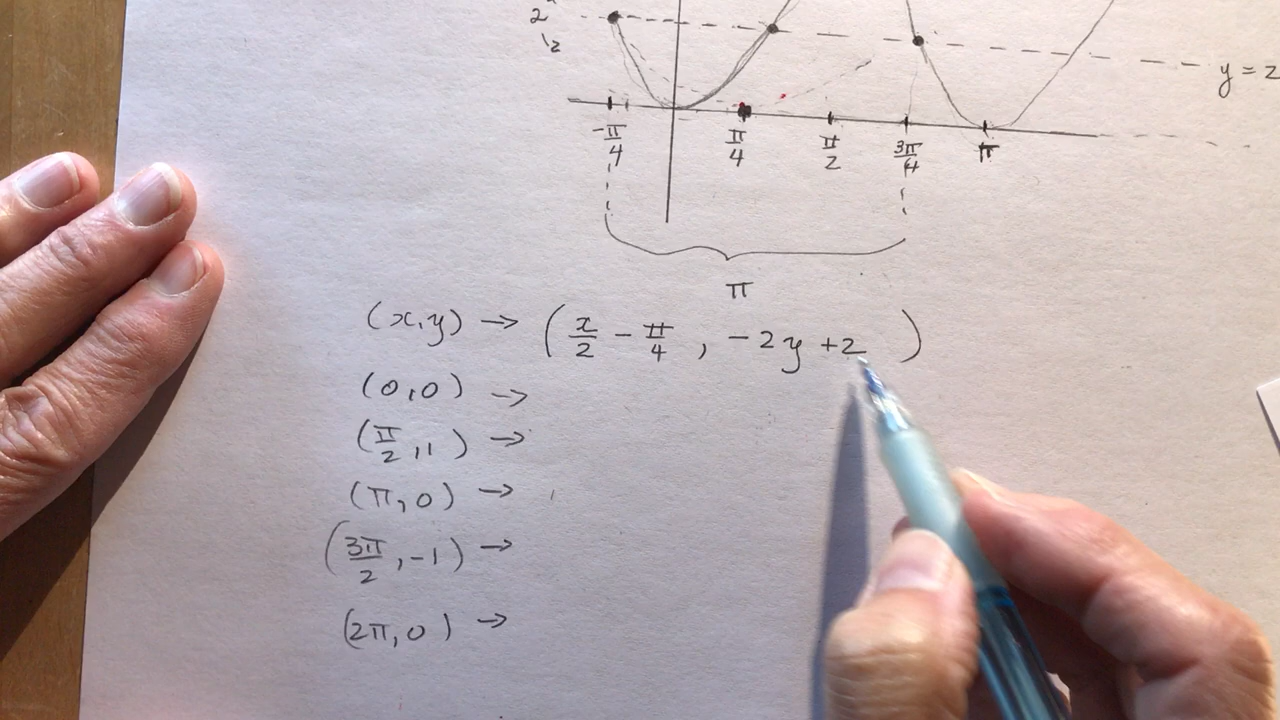 2
y = 2
-π/4 π/4 π/2 3π/4 π
π
(x,y) → (x/2 - π/4, -2y +2)
(0,0) →
(π/2, 1) →
(π, 0) →
(3π/2, -1) →
(2π, 0) →